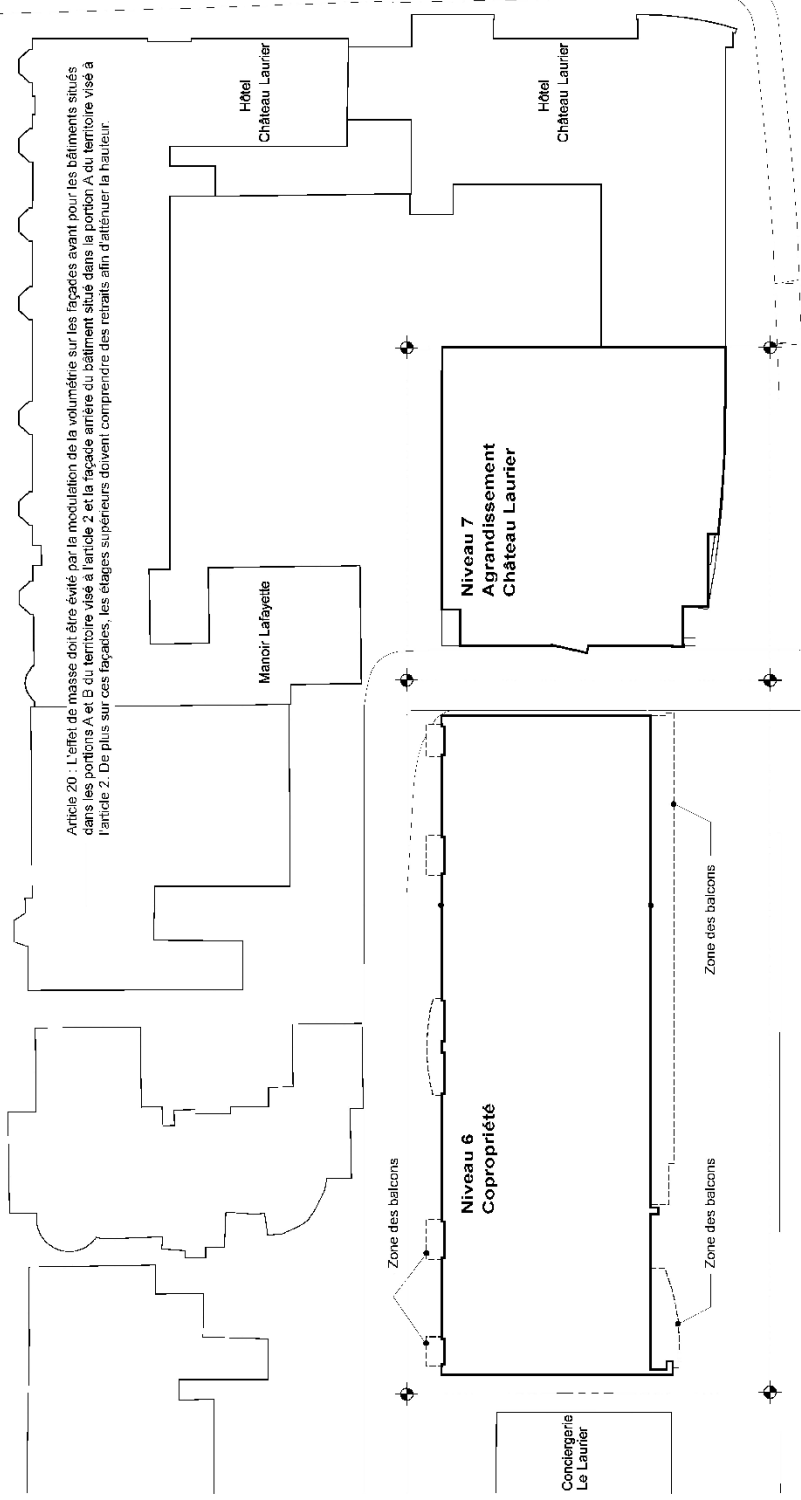 Article 20 : L'effet de masse doit être évité par la modulation de la volumétrie sur les façades avant pour les bâtiments situés
dans les portions A et B du territoire visé à l'article 2 et la façade arrière du bâtiment situé dans la portion A du territoire visé à
l'article 2. De plus sur ces façades, les étages supérieurs doivent comprendre des retraits afin d'atténuer la hauteur.
Hôtel
Château Laurier
Hôtel
Château Laurier
Manoir Lafayette
Niveau 7
Agrandissement
Château Laurier
Zone des balcons
Niveau 6
Copropriété
Zone des balcons
Zone des balcons
Conciergerie
Le Laurier